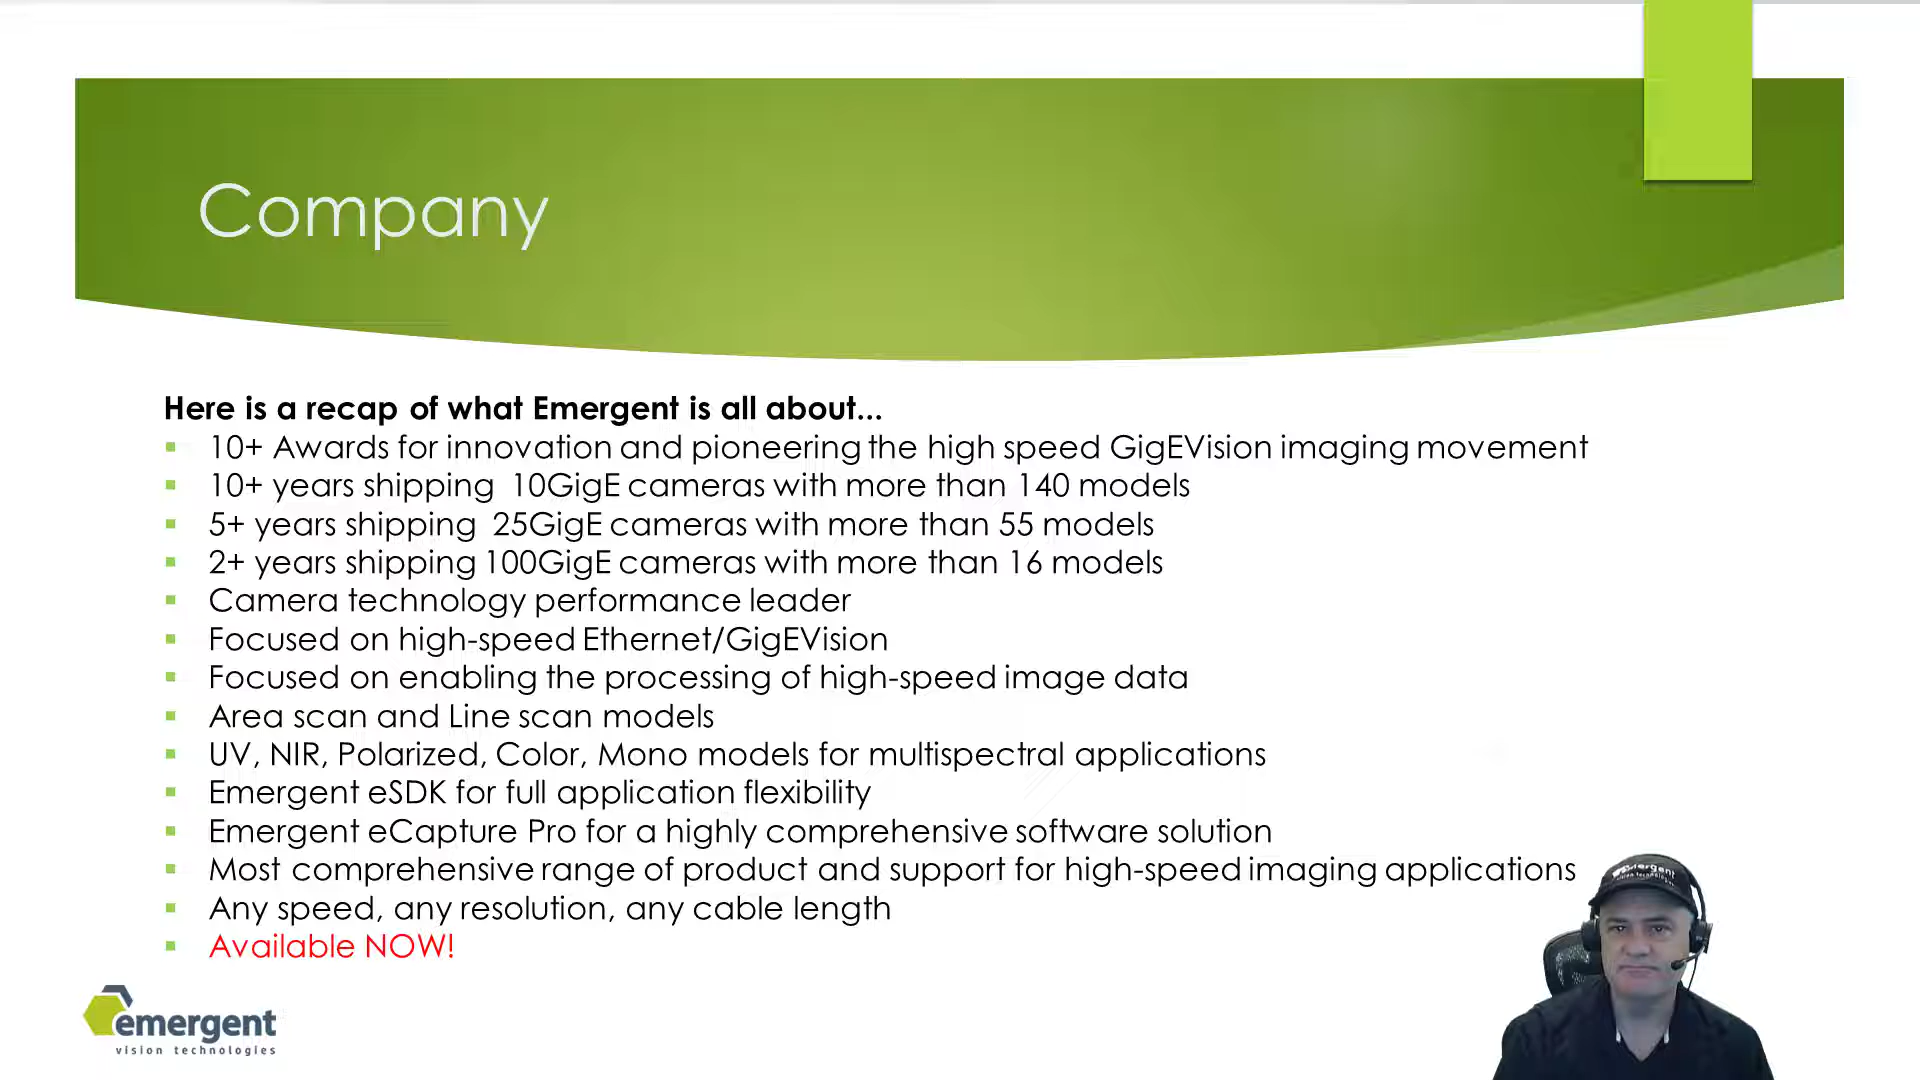 Company
Here is a recap of what Emergent is all about...
10+ Awards for innovation and pioneering the high speed GigEVision imaging movement
10+ years shipping 10GigE cameras with more than 140 models
5+ years shipping 25GigE cameras with more than 55 models
2+ years shipping 100GigE cameras with more than 16 models
Camera technology performance leader
Focused on high-speed Ethernet/GigEVision
Focused on enabling the processing of high-speed image data
Area scan and Line scan models
UV, NIR, Polarized, Color, Mono models for multispectral applications
Emergent eSDK for full application flexibility
Emergent eCapture Pro for a highly comprehensive software solution
Most comprehensive range of product and support for high-speed imaging applications
Any speed, any resolution, any cable length
Available NOW!
emergent
vision technologies
emergent
vision technologies